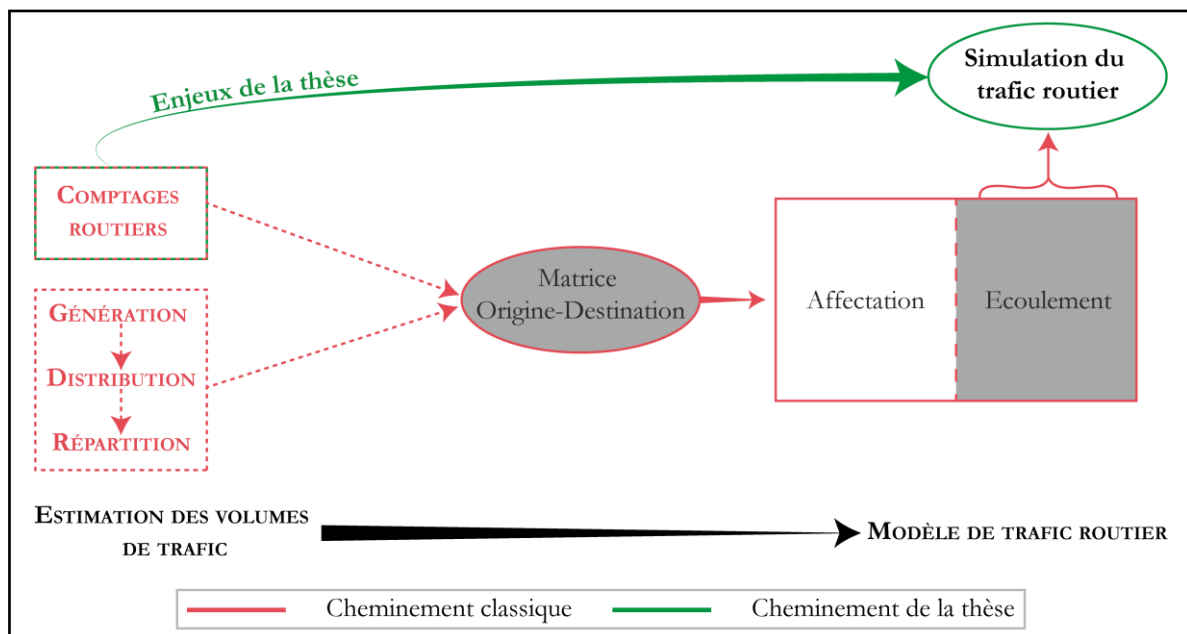 Enjeux de la thèse
Simulation du
trafic routier
COMPTAGES
ROUTIERS
GÉNÉRATION
DISTRIBUTION
RÉPARTITION
Matrice
Origine-Destination
Affectation
Ecoulement
ESTIMATION DES VOLUMES
DE TRAFIC
MODÈLE DE TRAFIC ROUTIER
Cheminement classique
Cheminement de la thèse